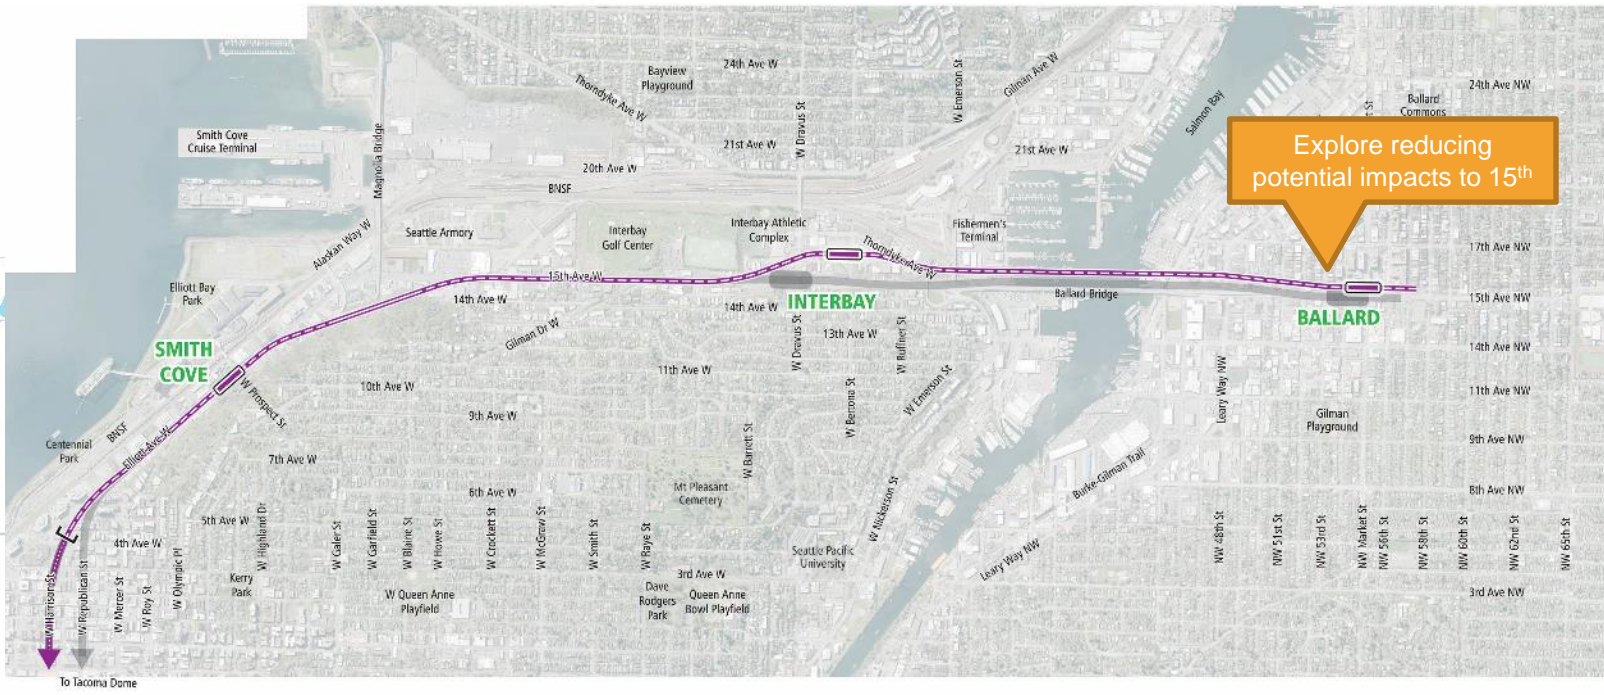 24th Ave W
Bayview
Playground
Thorndyke Ave W
W Emerson St
Gilman Ave W
24th Ave NW
Salmon Bay
Ballard
Commons
St
Explore reducing
potential impacts to 15th
Smith Cove
Cruise Terminal
Magnolia Bridge
W Dravus St
21st Ave W
21st Ave W
20th Ave W
BNSF
Alaskan Way W
Seattle Armory
Interbay
Golf Center
Interbay Athletic
Complex
Thorndyke Ave W
Fishermen's
Terminal
17th Ave NW
Elliott Bay
Park
15th Ave W
14th Ave W
14th Ave W
INTERBAY
Ballard Bridge
15th Ave NW
BALLARD
Gilman Dr W
W Dravus St
13th Ave W
W Ruffner St
14th Ave NW
SMITH
COVE
W Prospect St
10th Ave W
11th Ave W
W Emerson St
Leary Way NW
11th Ave NW
9th Ave W
W Bertona St
Gilman
Playground
Centennial
Park
BNSF
Elliott Ave W
W Barrett St
9th Ave NW
7th Ave W
Burke-Gilman Trail
6th Ave W
Mt Pleasant
Cemetery
W Nickerson St
8th Ave NW
5th Ave W
W Highland Dr
W Galer St
W Garfield St
W Blaine St
W Howe St
W Crockett St
W McGraw St
W Smith St
W Raye St
NW 48th St
NW 51st St
NW 53rd St
NW Market St
NW 56th St
NW 58th St
NW 60th St
NW 62nd St
NW 65th St
4th Ave W
Seattle Pacific
University
Leary Way NW
W Harrison St
W Republican St
W Mercer St
W Roy St
W Olympic Pl
Kerry
Park
W Queen Anne
Playfield
3rd Ave W
Dave
Rodgers
Park
Queen Anne
Bowl Playfield
3rd Ave NW
To Tacoma Dome